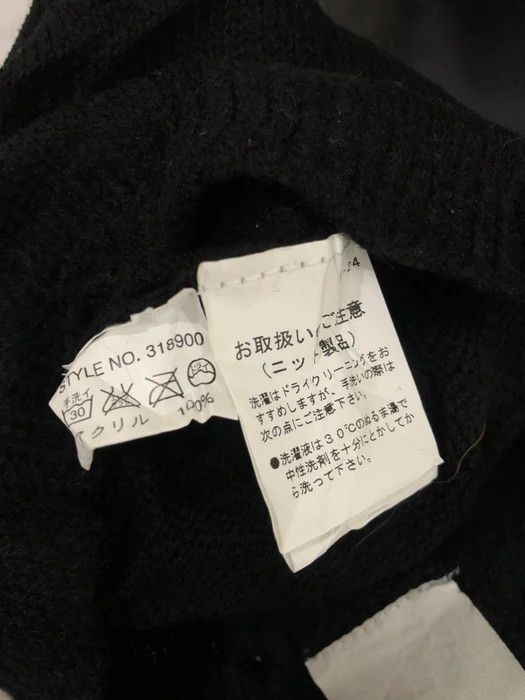 STYLE NO. 318900
手洗イ
30
ドライ
クリル 100%
-24
お取扱い ご注意
(ニット製品)
洗濯はドライクリーニングをお
すすめしますが、手洗いの際は
次の点にご注意下さい。
●洗濯液は30℃のぬるま湯で
中性洗剤を十分にとかしてか
ら洗って下さい。